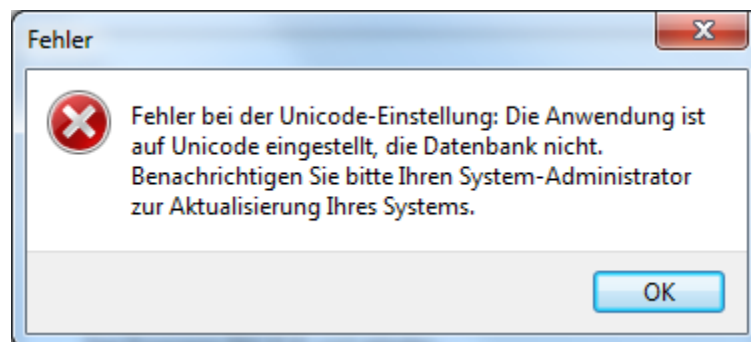 Fehler
Fehler bei der Unicode-Einstellung: Die Anwendung ist
auf Unicode eingestellt, die Datenbank nicht.
Benachrichtigen Sie bitte Ihren System-Administrator
zur Aktualisierung Ihres Systems.
OK